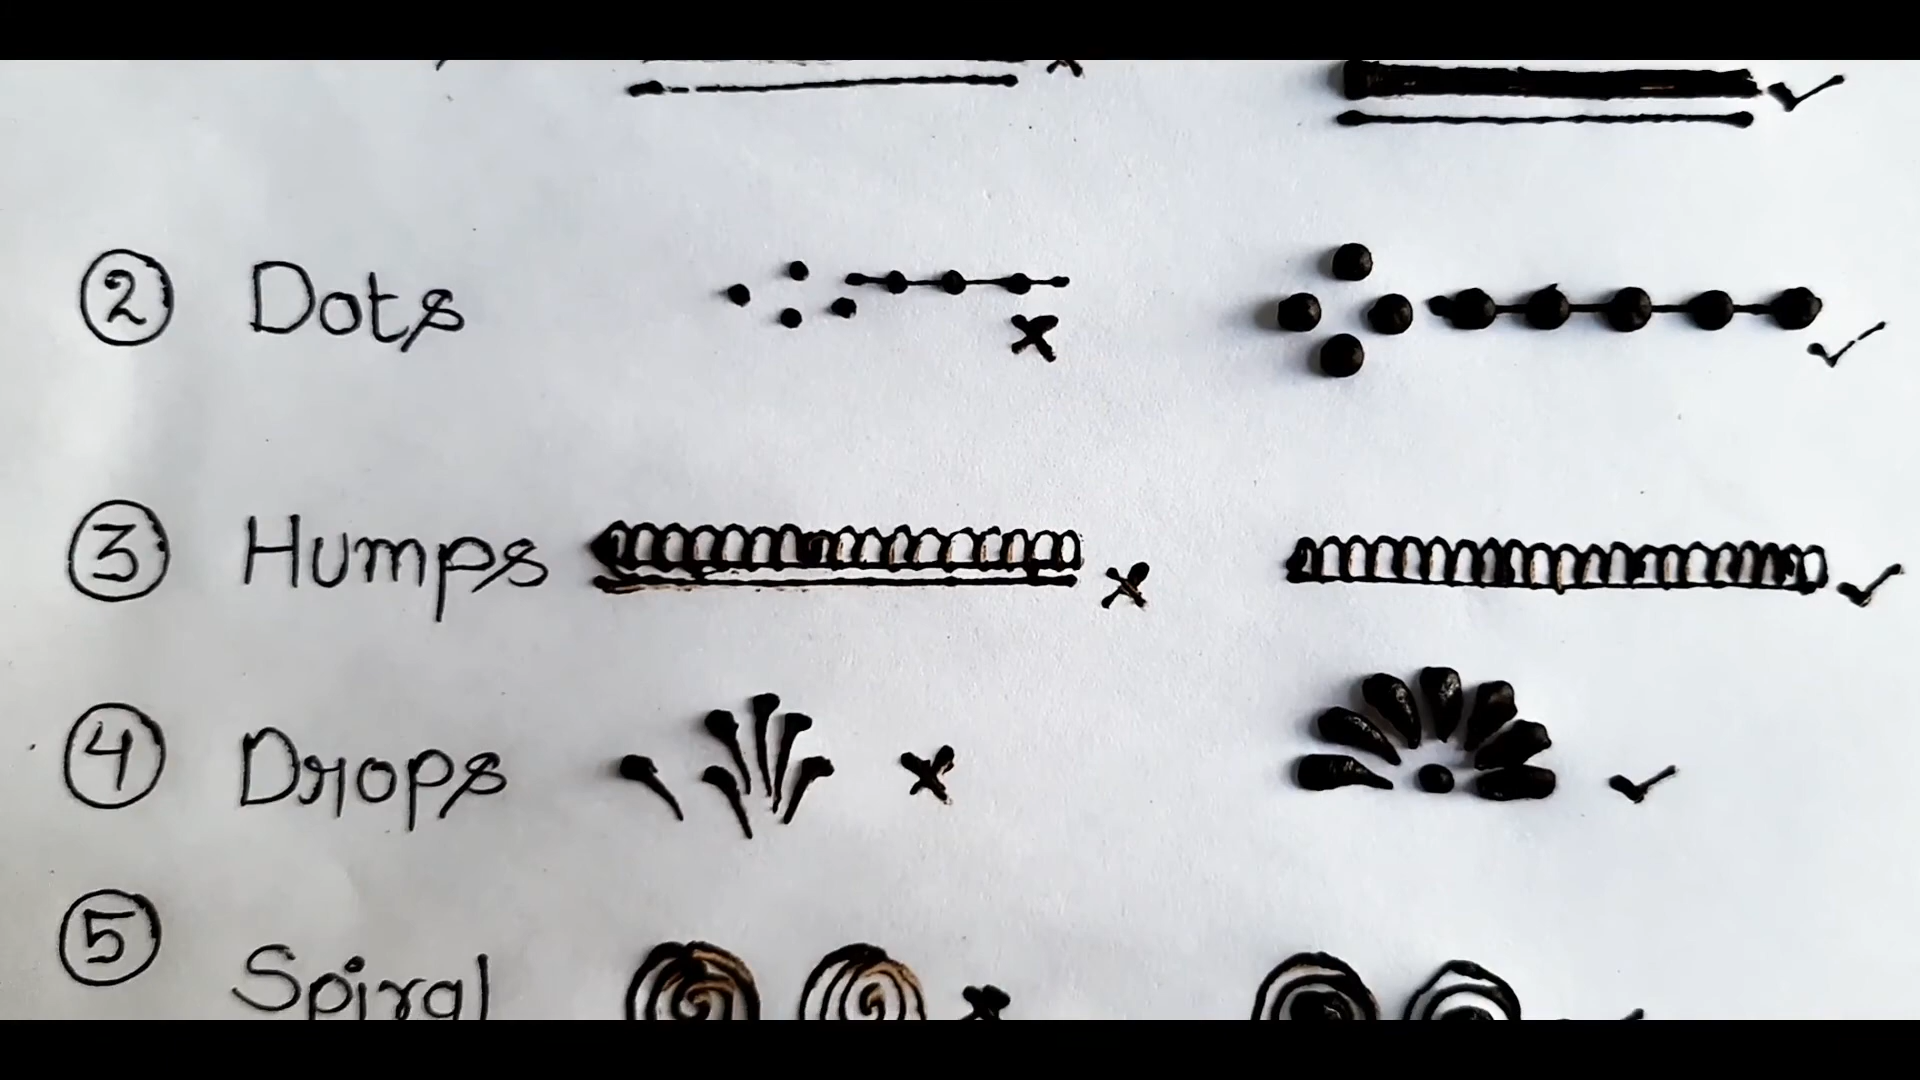 ② Dots
③ Humps
④ Drops
⑤ Spiral